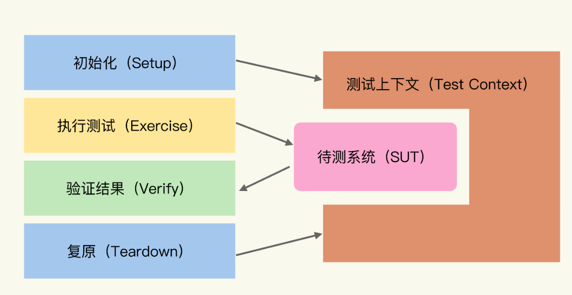 初始化（Setup）
测试上下文（Test Context）
执行测试（Exercise）
待测系统（SUT）
验证结果（Verify）
复原（Teardown）